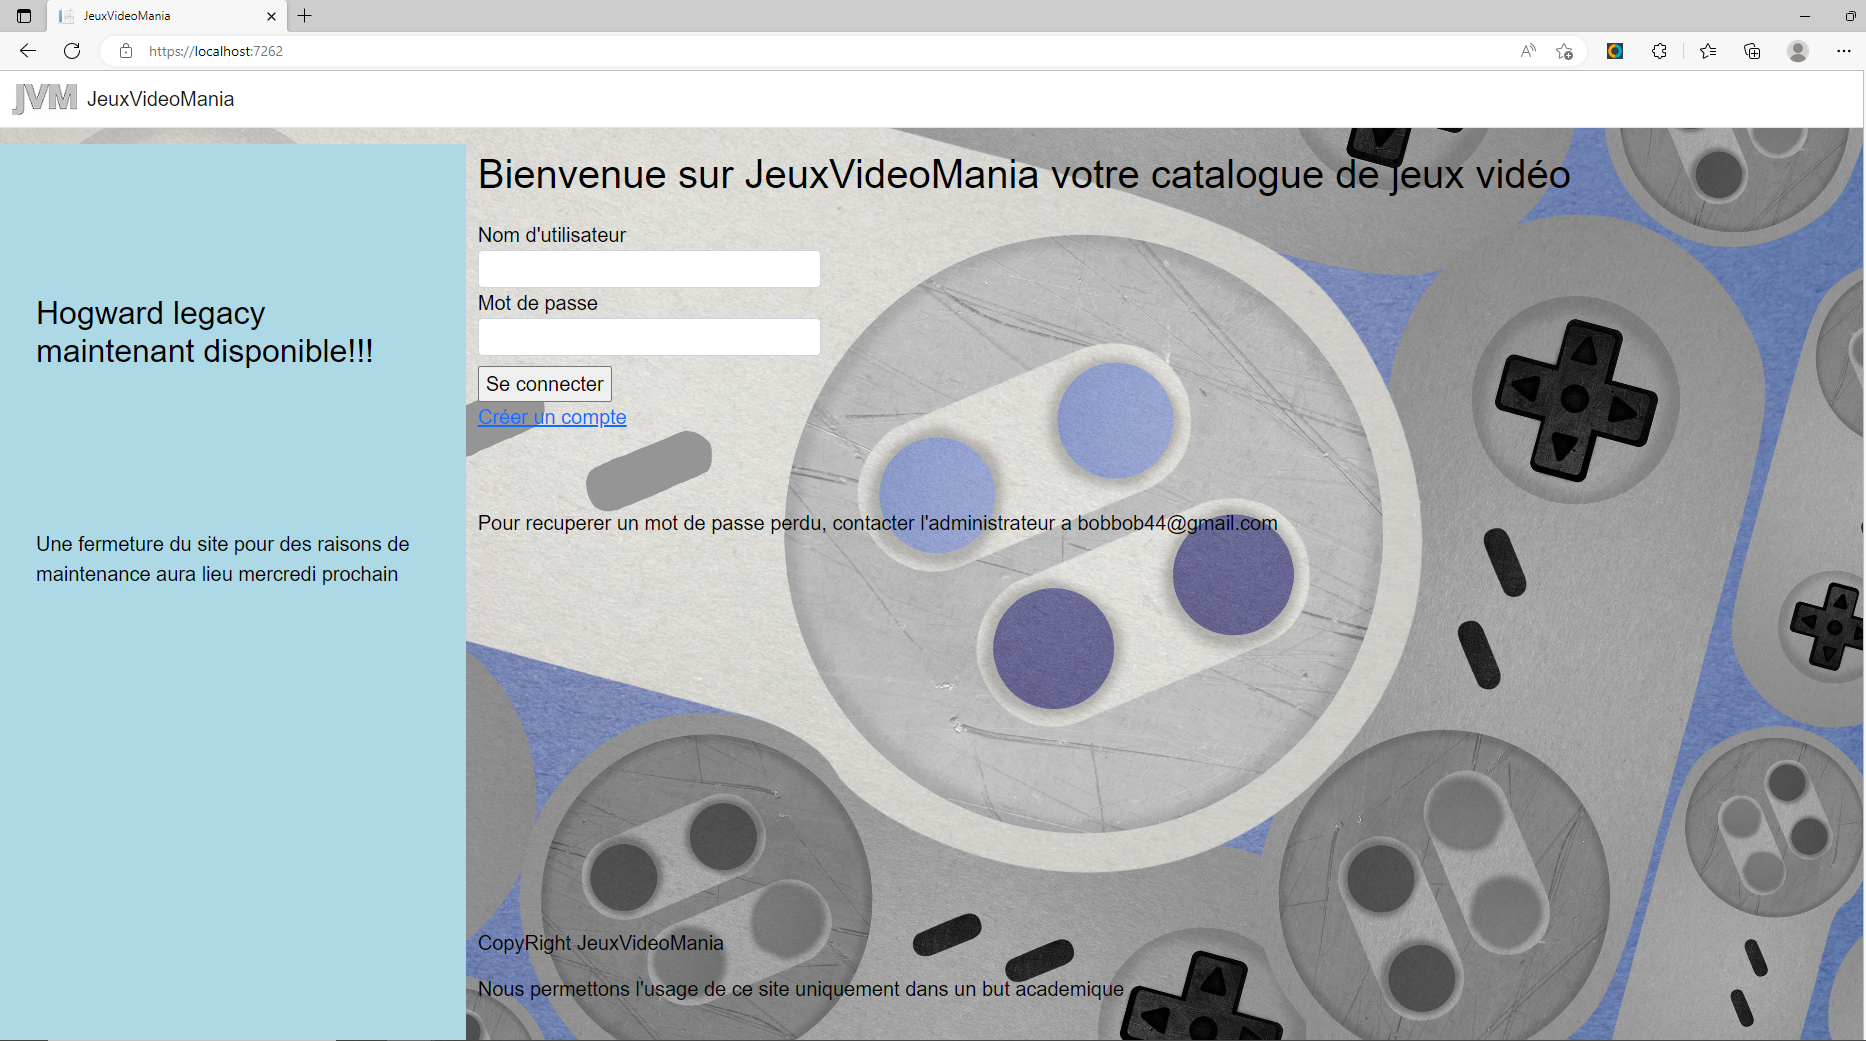 JeuxVideoMania
https://localhost:7262
JVM JeuxVideoMania
Bienvenue sur JeuxVideoMania votre catalogue de jeux vidéo
Nom d'utilisateur
Mot de passe
Se connecter
Créer un compte
Pour recuperer un mot de passe perdu, contacter l'administrateur a bobbob44@gmail.com
Hogward legacy
maintenant disponible!!!
Une fermeture du site pour des raisons de
maintenance aura lieu mercredi prochain
CopyRight JeuxVideoMania
Nous permettons l'usage de ce site uniquement dans un but academique